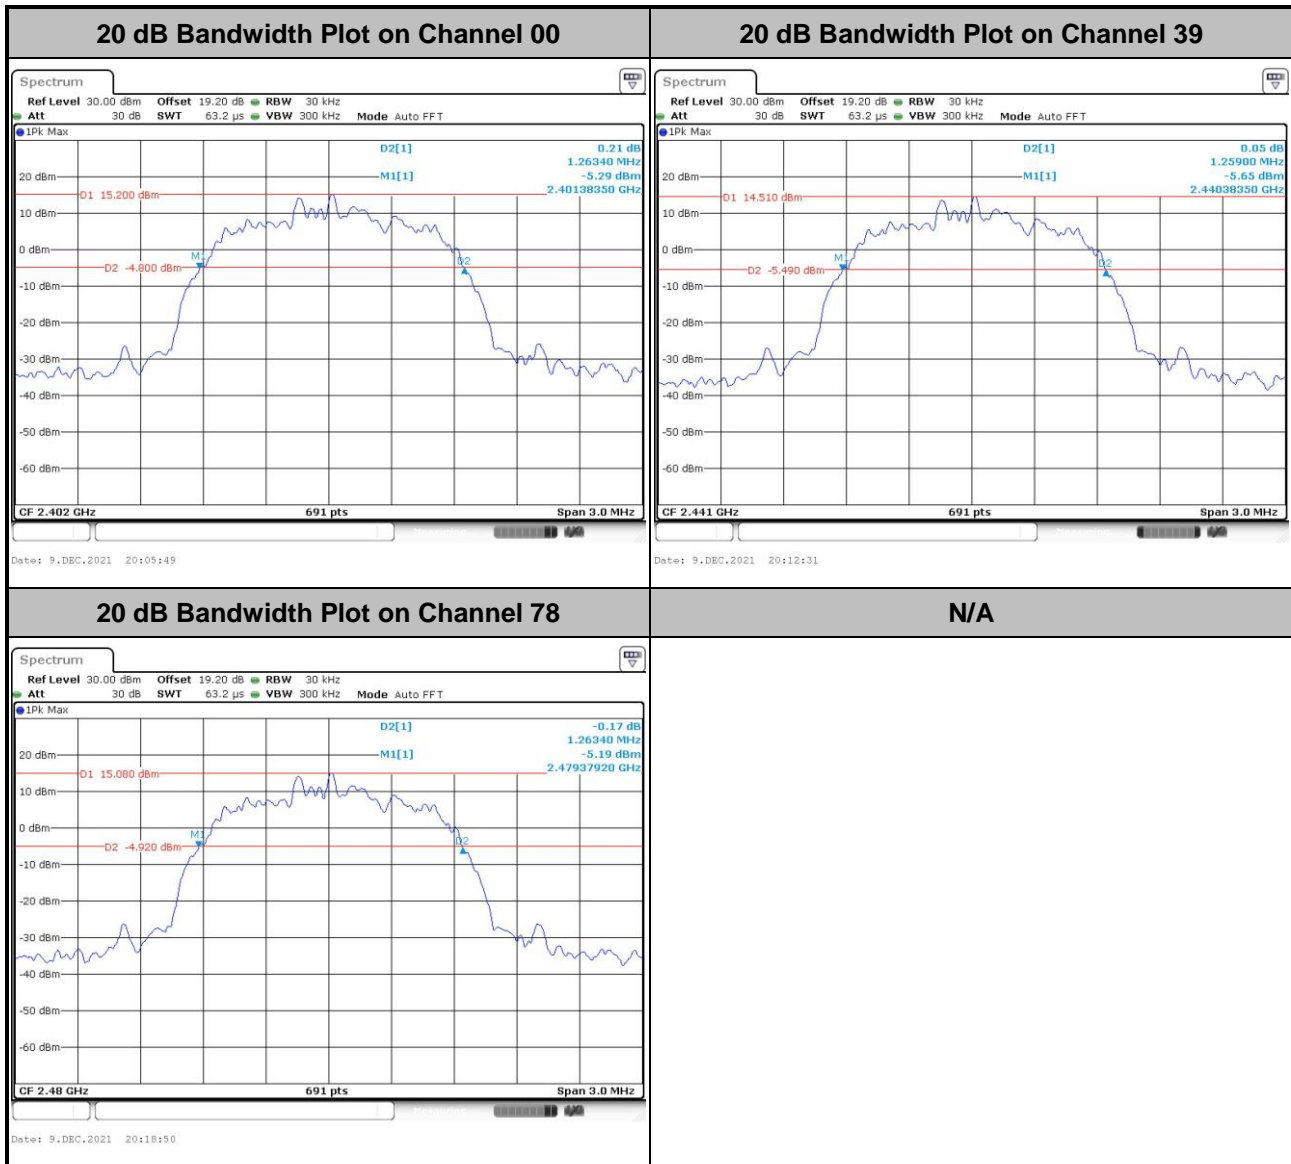 20 dB Bandwidth Plot on Channel 00
Spectrum
Ref Level 30.00 dBm Offset 19.20 dB RBW 30 kHz
Att 30 dB SWT 63.2 µs VBW 300 kHz Mode Auto FFT
1Pk Max
D2[1] 0.21 dB
1.26340 MHz
M1[1] -5.29 dBm
2.40138350 GHz
20 dBm
D1 15.200 dBm
10 dBm
0 dBm
M1
D2
D2 -4.800 dBm
-10 dBm
-20 dBm
-30 dBm
-40 dBm
-50 dBm
-60 dBm
CF 2.402 GHz 691 pts Span 3.0 MHz
Date: 9.DEC.2021 20:05:49
20 dB Bandwidth Plot on Channel 39
Spectrum
Ref Level 30.00 dBm Offset 19.20 dB RBW 30 kHz
Att 30 dB SWT 63.2 µs VBW 300 kHz Mode Auto FFT
1Pk Max
D2[1] 0.05 dB
1.25900 MHz
M1[1] -5.65 dBm
2.44038350 GHz
20 dBm
D1 14.510 dBm
10 dBm
0 dBm
M1
D2
D2 -5.490 dBm
-10 dBm
-20 dBm
-30 dBm
-40 dBm
-50 dBm
-60 dBm
CF 2.441 GHz 691 pts Span 3.0 MHz
Date: 9.DEC.2021 20:12:31
20 dB Bandwidth Plot on Channel 78
Spectrum
Ref Level 30.00 dBm Offset 19.20 dB RBW 30 kHz
Att 30 dB SWT 63.2 µs VBW 300 kHz Mode Auto FFT
1Pk Max
D2[1] -0.17 dB
1.26340 MHz
M1[1] -5.19 dBm
2.47937920 GHz
20 dBm
D1 15.080 dBm
10 dBm
0 dBm
M1
D2
D2 -4.920 dBm
-10 dBm
-20 dBm
-30 dBm
-40 dBm
-50 dBm
-60 dBm
CF 2.48 GHz 691 pts Span 3.0 MHz
Date: 9.DEC.2021 20:18:50
N/A